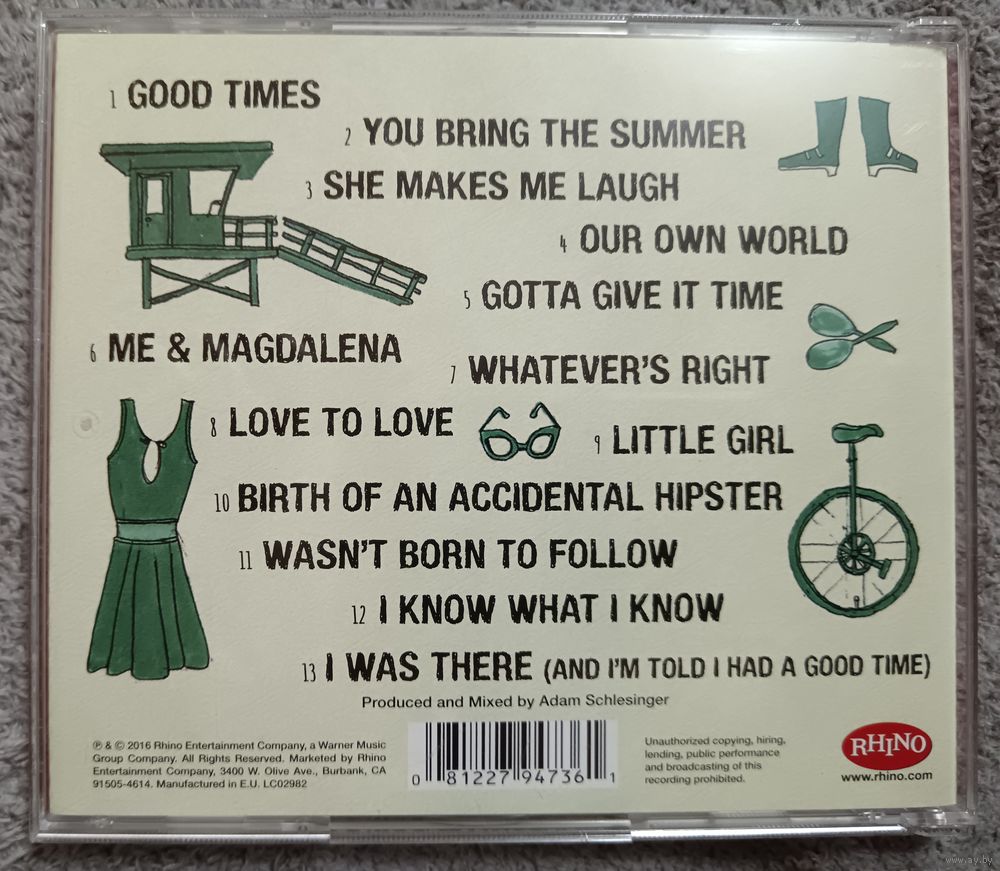 1 GOOD TIMES
2 YOU BRING THE SUMMER
3 SHE MAKES ME LAUGH
4 OUR OWN WORLD
5 GOTTA GIVE IT TIME
6 ME & MAGDALENA
7 WHATEVER'S RIGHT
8 LOVE TO LOVE
9 LITTLE GIRL
10 BIRTH OF AN ACCIDENTAL HIPSTER
11 WASN'T BORN TO FOLLOW
12 I KNOW WHAT I KNOW
13 I WAS THERE (AND I'M TOLD I HAD A GOOD TIME)
Produced and Mixed by Adam Schlesinger
℗ & © 2016 Rhino Entertainment Company, a Warner Music
Group Company. All Rights Reserved. Marketed by Rhino
Entertainment Company, 3400 W. Olive Ave., Burbank, CA
91505-4614. Manufactured in E.U. LC02982
0 81227 94736 1
Unauthorized copying, hiring,
lending, public performance
and broadcasting of this
recording prohibited.
RHINO
www.rhino.com
www.ay.by